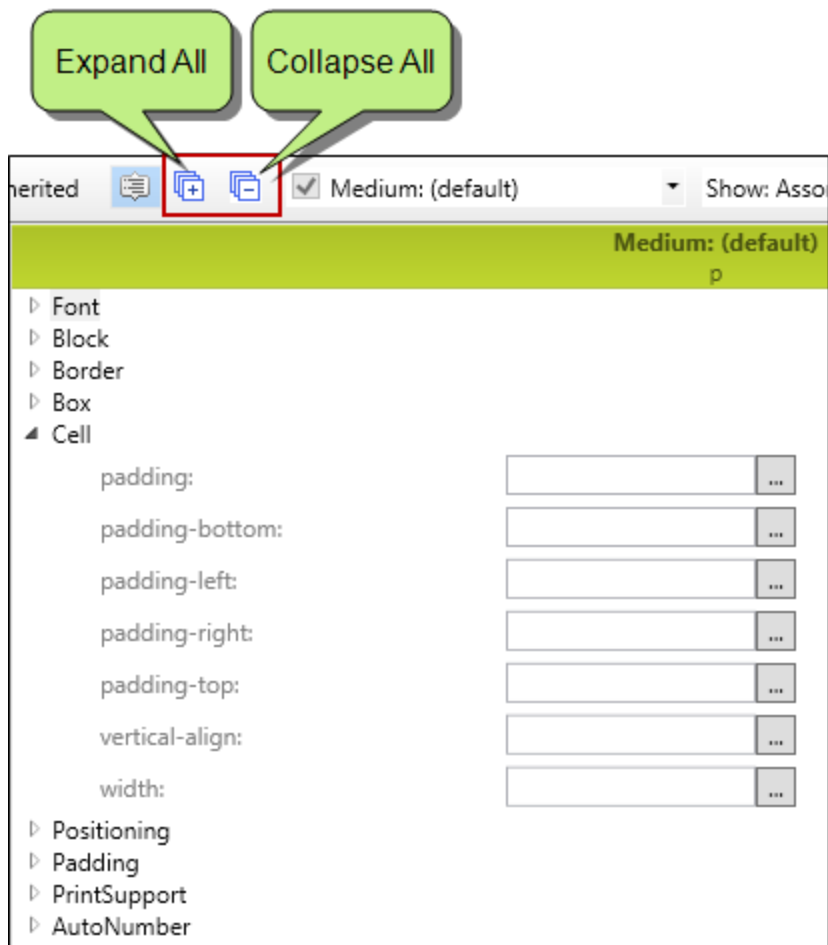 Expand All Collapse All
herited Medium: (default) Show: Assor
Medium: (default)
p
Font
Block
Border
Box
Cell
padding: ...
padding-bottom: ...
padding-left: ...
padding-right: ...
padding-top: ...
vertical-align: ...
width: ...
Positioning
Padding
PrintSupport
AutoNumber